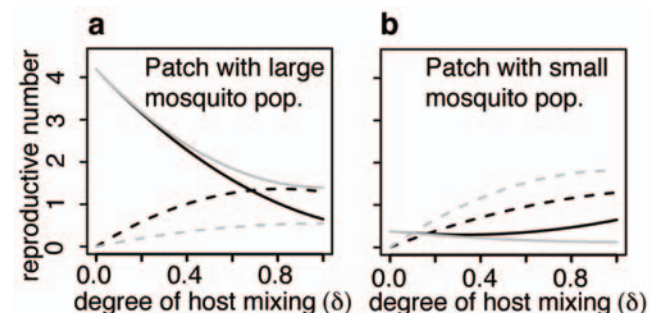 a
b
Patch with large
mosquito pop.
Patch with small
mosquito pop.
reproductive number
4
3
2
1
0
0.0 0.4 0.8
0.0 0.4 0.8
degree of host mixing (δ)
degree of host mixing (δ)